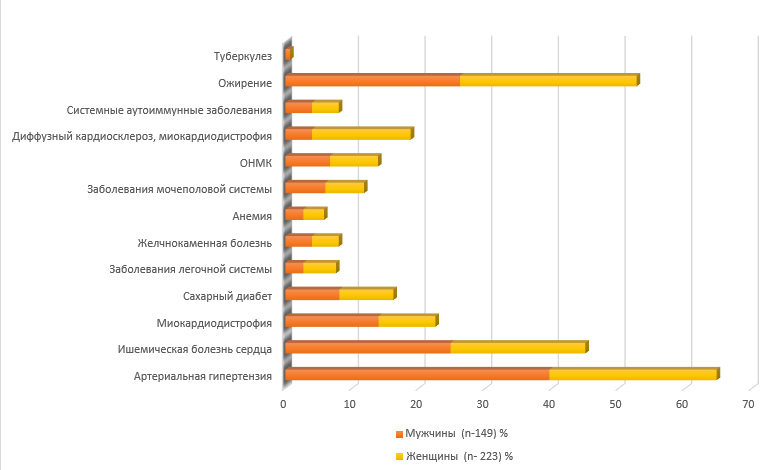 Туберкулез
Ожирение
Системные аутоиммунные заболевания
Диффузный кардиосклероз, миокардиодистрофия
ОНМК
Заболевания мочеполовой системы
Анемия
Желчнокаменная болезнь
Заболевания легочной системы
Сахарный диабет
Миокардиодистрофия
Ишемическая болезнь сердца
Артериальная гипертензия
0 10 20 30 40 50 60 70
Мужчины (n-149) %
Женщины (n- 223) %